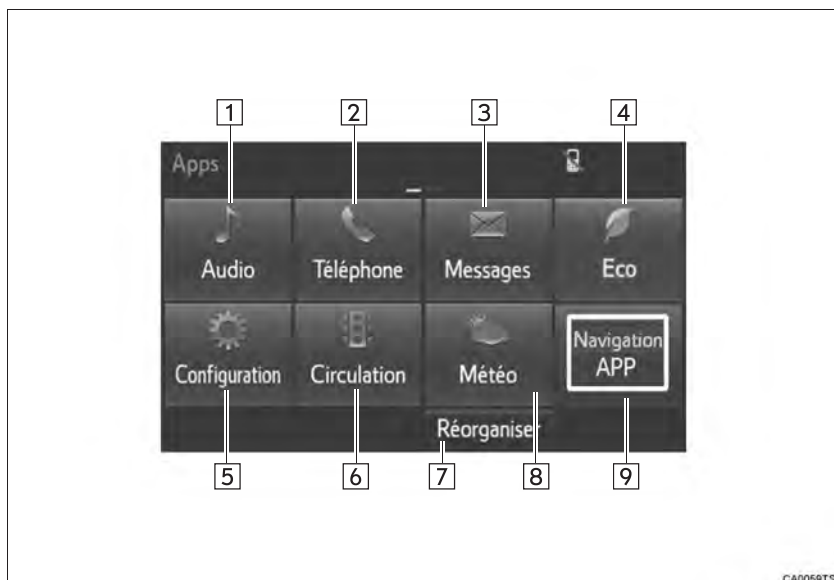 1 2 3 4
Apps
Audio Téléphone Messages Eco
Navigation
APP
Configuration Circulation Météo
Réorganiser
5 6 7 8 9
CA0059TS